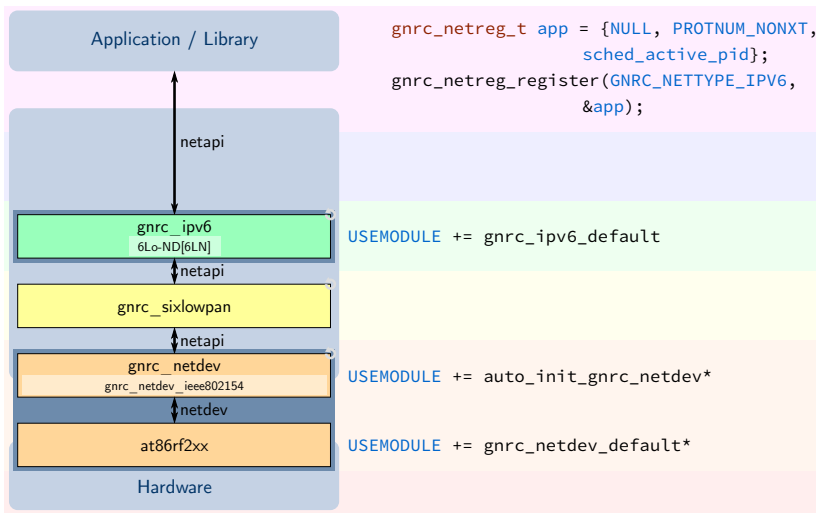 Application / Library
gnrc_netreg_t app = {NULL, PROTNUM_NONXT,
sched_active_pid};
gnrc_netreg_register(GNRC_NETTYPE_IPV6,
&app);
netapi
gnrc_ipv6
6Lo-ND[6LN]
USEMODULE += gnrc_ipv6_default
netapi
gnrc_sixlowpan
netapi
gnrc_netdev
gnrc_netdev_ieee802154
USEMODULE += auto_init_gnrc_netdev*
netdev
at86rf2xx
USEMODULE += gnrc_netdev_default*
Hardware